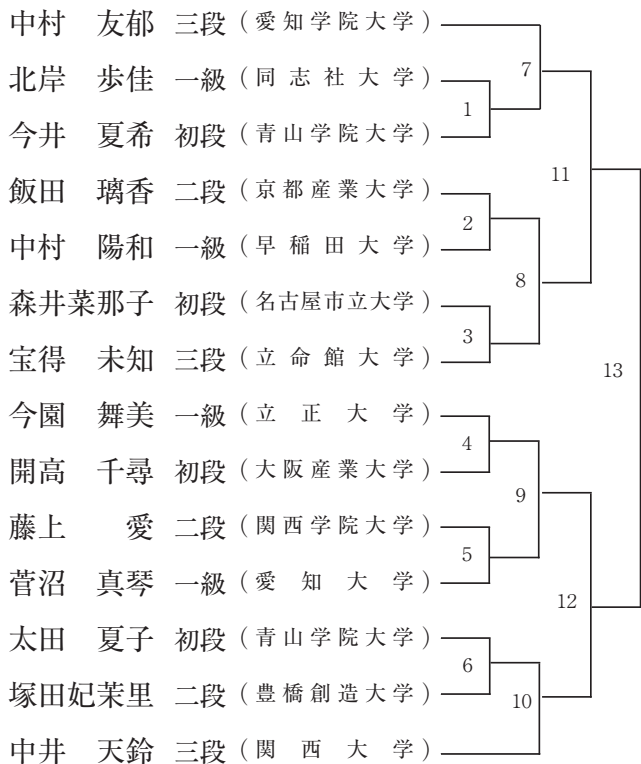 中村 友郁 三段（愛知学院大学）
7
北岸 歩佳 一級（同志社大学）
1
今井 夏希 初段（青山学院大学）
11
飯田 璃香 二段（京都産業大学）
2
中村 陽和 一級（早稲田大学）
8
森井菜那子 初段（名古屋市立大学）
3
宝得 未知 三段（立命館大学）
13
今園 舞美 一級（立正大学）
4
開高 千尋 初段（大阪産業大学）
9
藤上 愛 二段（関西学院大学）
5
菅沼 真琴 一級（愛知大学）
12
太田 夏子 初段（青山学院大学）
6
塚田妃茉里 二段（豊橋創造大学）
10
中井 天鈴 三段（関西大学）